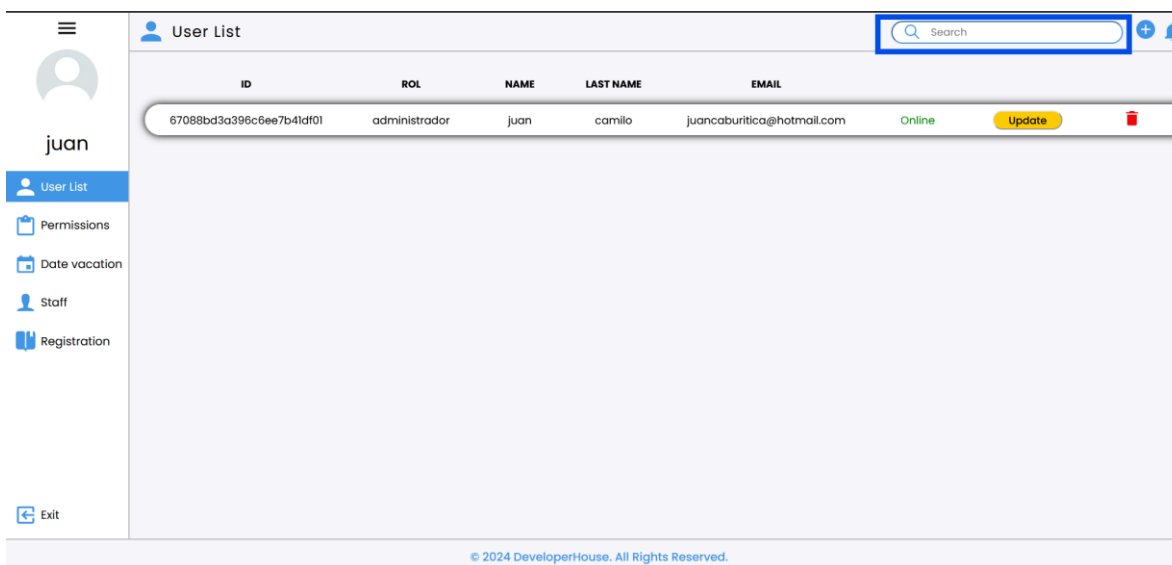 User List
Search
ID ROL NAME LAST NAME EMAIL
67088bd3a396c6ee7b41df01 administrador juan camilo juancaburitica@hotmail.com Online Update
juan
User List
Permissions
Date vacation
Staff
Registration
Exit
© 2024 DeveloperHouse. All Rights Reserved.